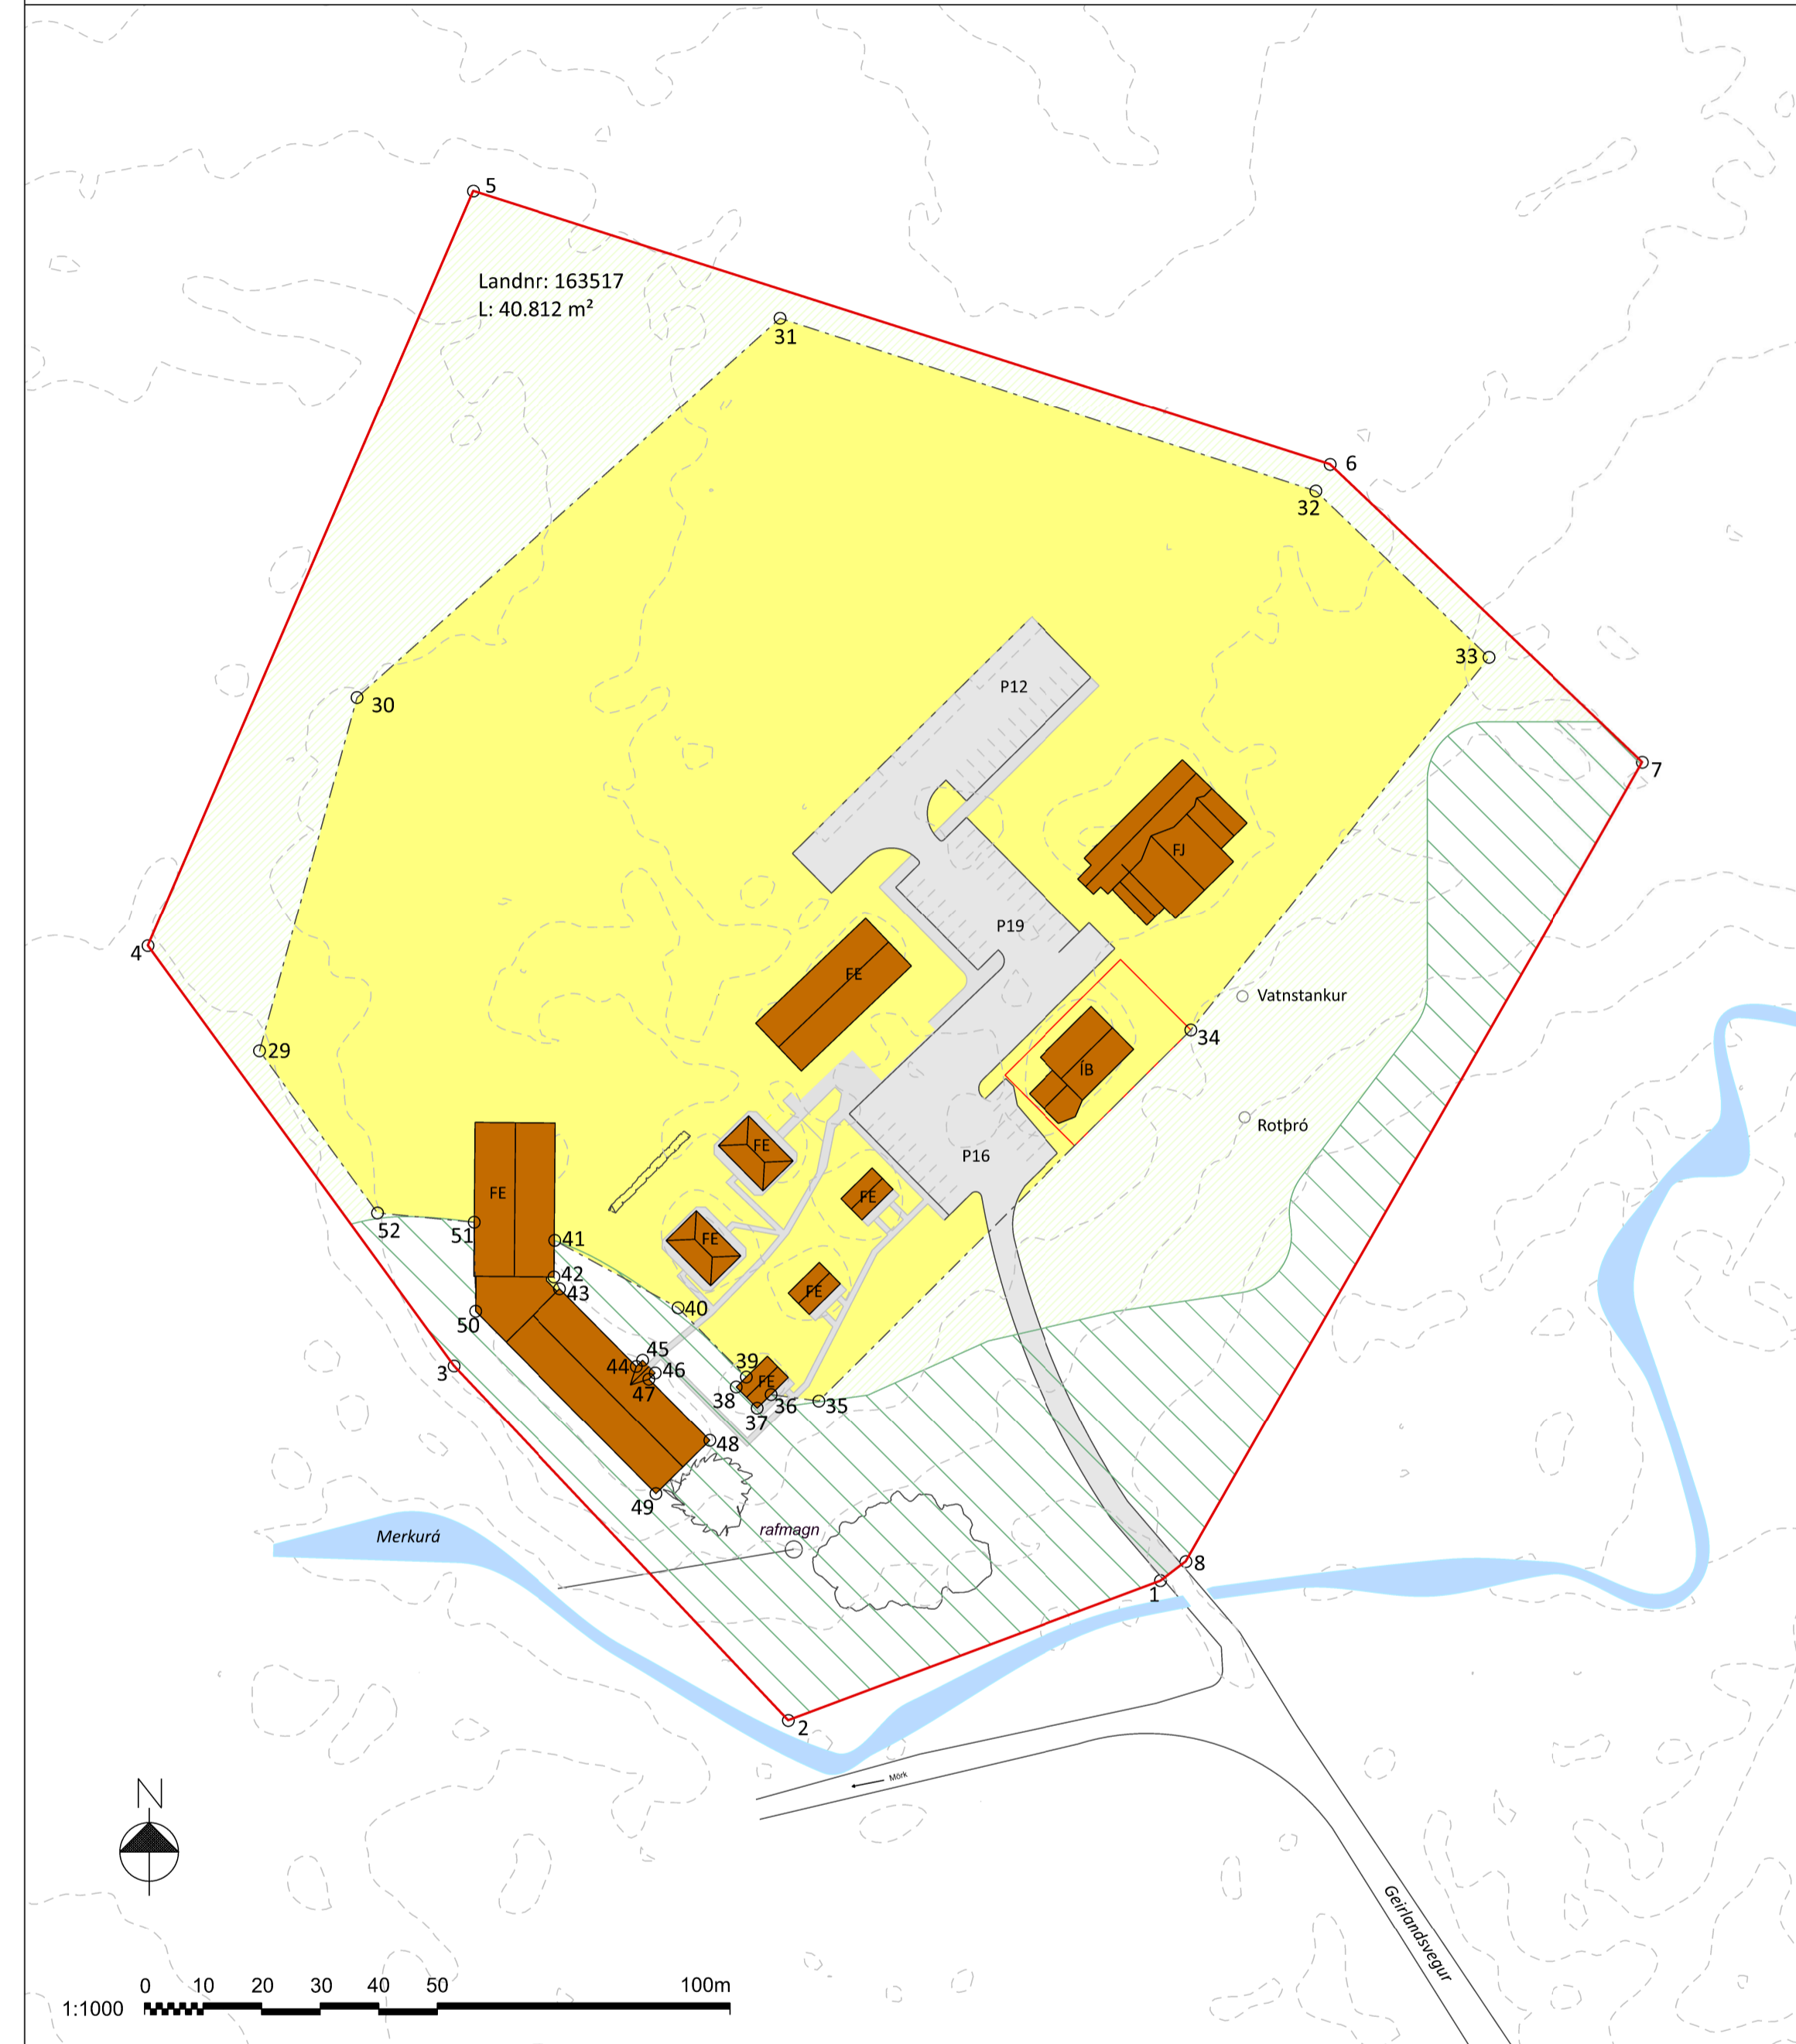 5
Landnr: 163517
L: 40.812 m²
31
6
32
33
P12
30
7
FJ
P19
4
FE
Vatnstankur
34
29
ÍB
Rotþró
FE
P16
FE
FE
52
51
41
FE
42
43
FE
40
50
45
39
44
46
3
47
FE
38
36
35
37
48
49
rafmagn
Merkurá
8
1
2
Mörk
N
Geirlandsvegur
0 10 20 30 40 50 100m
1:1000